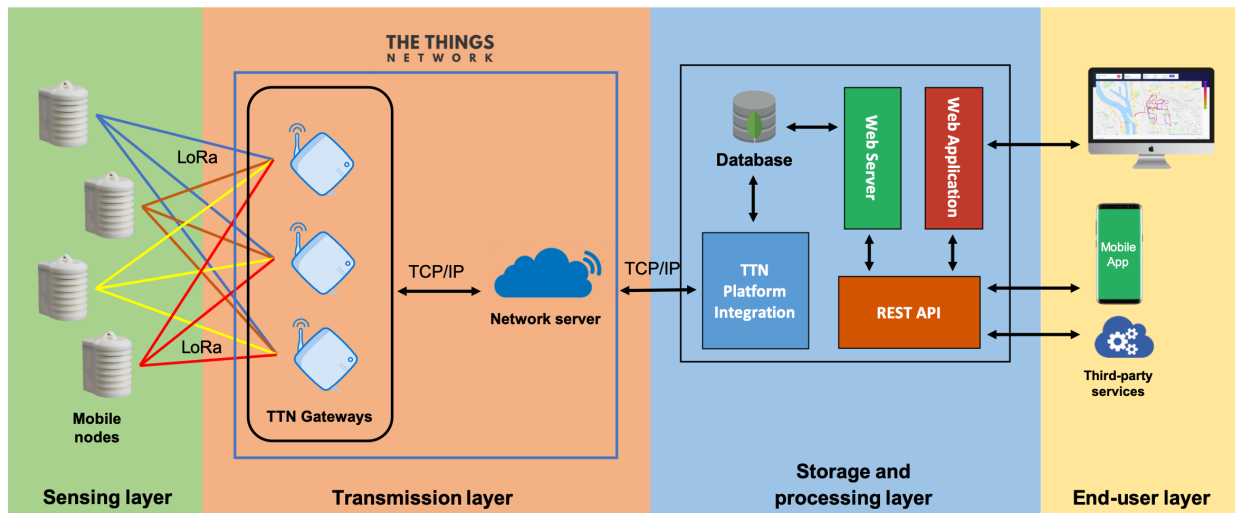 THE THINGS
NETWORK
LoRa
LoRa
Mobile
nodes
TTN Gateways
TCP/IP
Network server
TCP/IP
Database
Web Server
Web Application
TTN
Platform
Integration
REST API
Mobile
App
Third-party
services
Sensing layer
Transmission layer
Storage and
processing layer
End-user layer